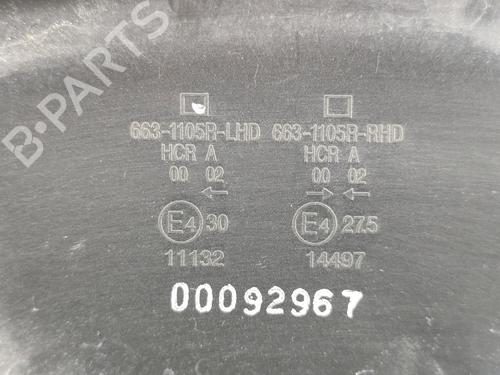 B-PARTS
663-1105R-LHD 663-1105R-RHD
HCR A HCR A
00 02 00 02
← → ←
E4 30 E4 27.5
11132 14497
00092967